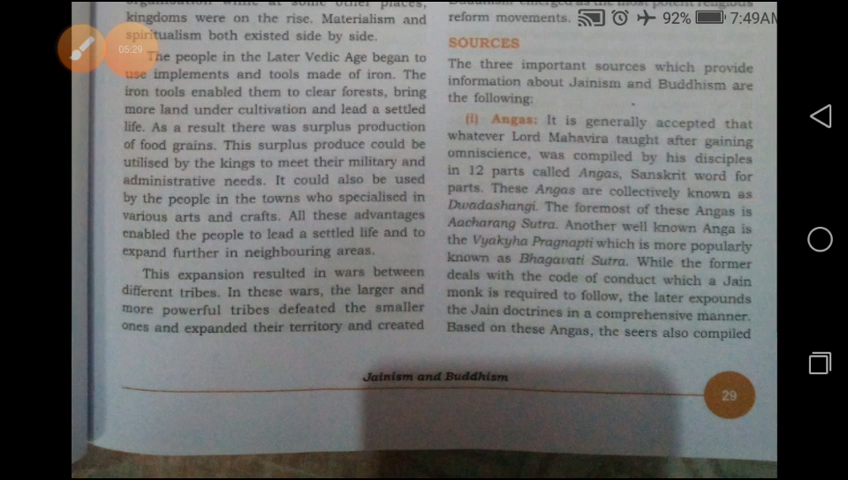 kingdoms were on the rise. Materialism and
spiritualism both existed side by side.
The people in the Later Vedic Age began to
use implements and tools made of iron. The
iron tools enabled them to clear forests, bring
more land under cultivation and lead a settled
life. As a result there was surplus production
of food grains. This surplus produce could be
utilised by the kings to meet their military and
administrative needs. It could also be used
by the people in the towns who specialised in
various arts and crafts. All these advantages
enabled the people to lead a settled life and to
expand further in neighbouring areas.
This expansion resulted in wars between
different tribes. In these wars, the larger and
more powerful tribes defeated the smaller
ones and expanded their territory and created
reform movements.
SOURCES
The three important sources which provide
information about Jainism and Buddhism are
the following:
(i) Angas: It is generally accepted that
whatever Lord Mahavira taught after gaining
omniscience, was compiled by his disciples
in 12 parts called Angas, Sanskrit word for
parts. These Angas are collectively known as
Dwadashangi. The foremost of these Angas is
Aacharang Sutra. Another well known Anga is
the Vyakyha Pragnapti which is more popularly
known as Bhagavati Sutra. While the former
deals with the code of conduct which a Jain
monk is required to follow, the later expounds
the Jain doctrines in a comprehensive manner.
Based on these Angas, the seers also compiled
Jainism and Buddhism
29
92% 7:49AM
05:29